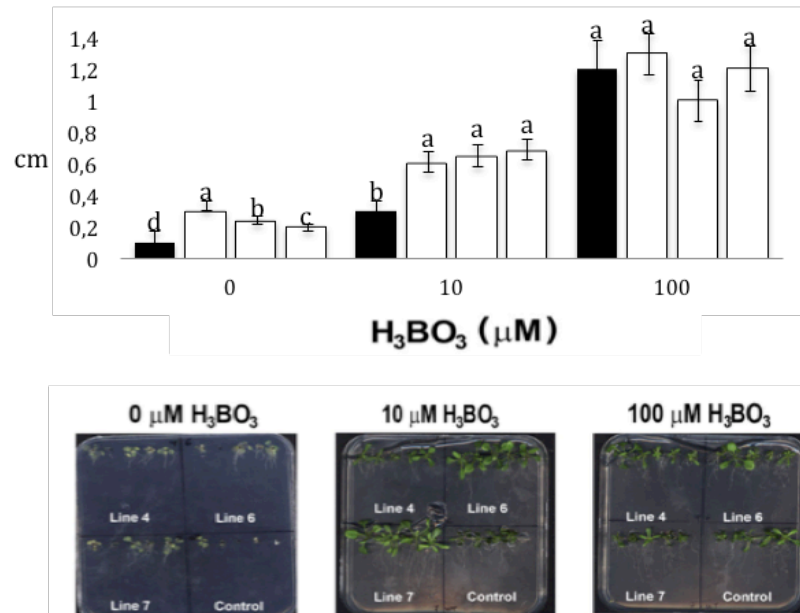 a
1,4
a
a
a
1,2
1
a
a
a
0,8
cm
0,6
a
b
0,4
d
b
c
0,2
0
0
10
100
H₃BO₃ (µM)
0 µM H₃BO₃
10 µM H₃BO₃
100 µM H₃BO₃
Line 4
Line 6
Line 4
Line 6
Line 4
Line 6
Line 7
Control
Line 7
Control
Line 7
Control